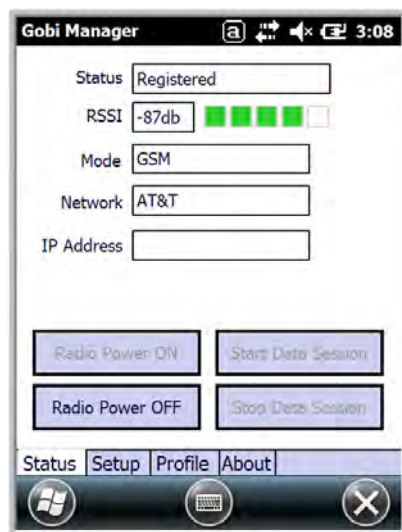 Gobi Manager a 3:08
Status Registered
RSSI -87db
Mode GSM
Network AT&T
IP Address
Radio Power ON Start Data Session
Radio Power OFF Stop Data Session
Status Setup Profile About